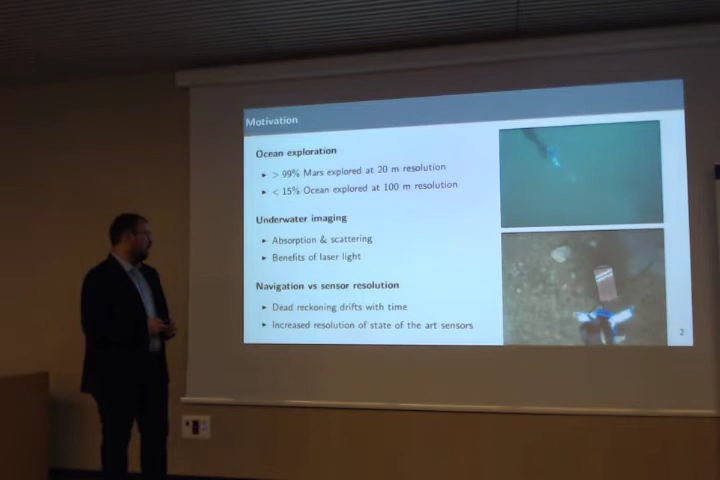 Motivation
Ocean exploration
▸ > 99% Mars explored at 20 m resolution
▸ < 15% Ocean explored at 100 m resolution
Underwater imaging
▸ Absorption & scattering
▸ Benefits of laser light
Navigation vs sensor resolution
▸ Dead reckoning drifts with time
▸ Increased resolution of state of the art sensors
2